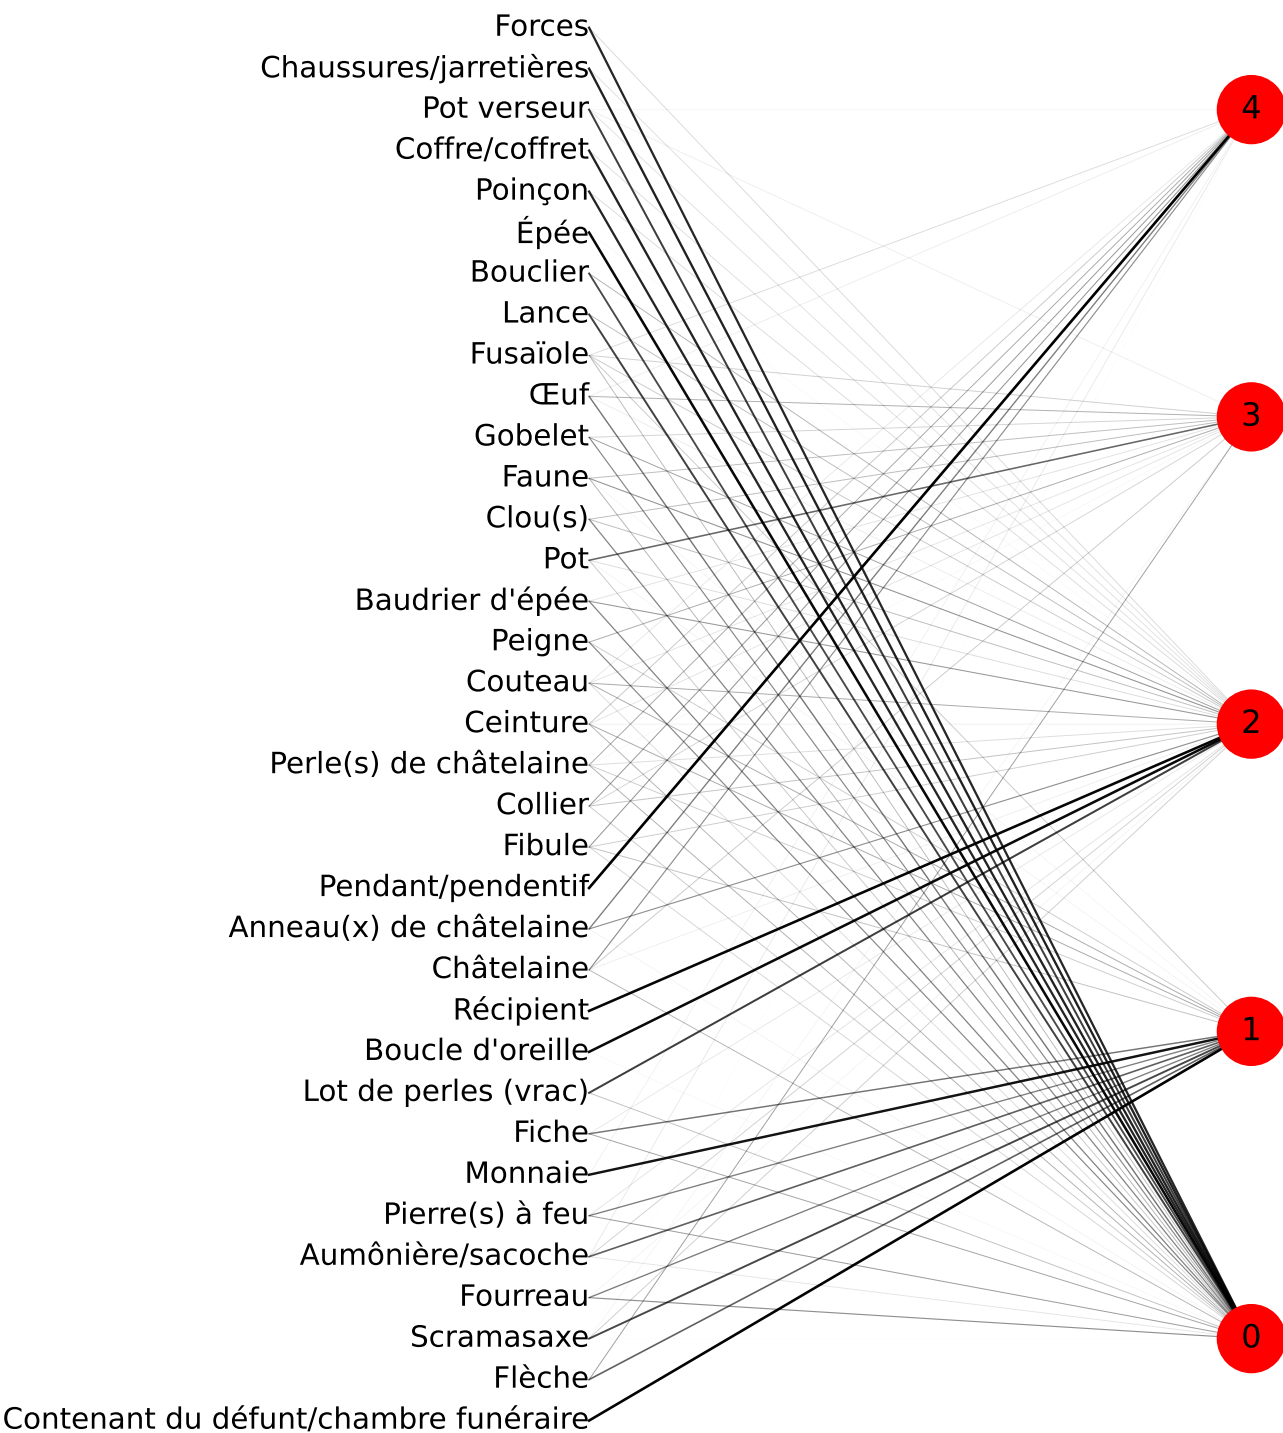 Forces
Chaussures/jarretières
Pot verseur
Coffre/coffret
Poinçon
Épée
Bouclier
Lance
Fusaïole
Œuf
Gobelet
Faune
Clou(s)
Pot
Baudrier d'épée
Peigne
Couteau
Ceinture
Perle(s) de châtelaine
Collier
Fibule
Pendant/pendentif
Anneau(x) de châtelaine
Châtelaine
Récipient
Boucle d'oreille
Lot de perles (vrac)
Fiche
Monnaie
Pierre(s) à feu
Aumônière/sacoche
Fourreau
Scramasaxe
Flèche
Contenant du défunt/chambre funéraire
4
3
2
1
0